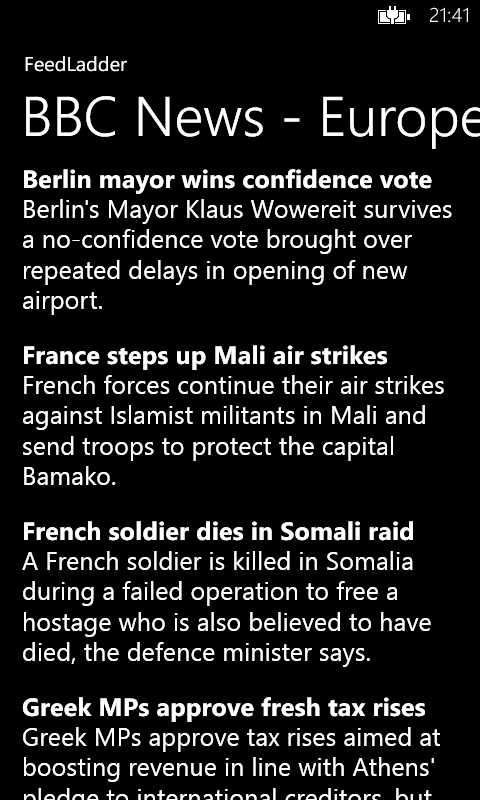 21:41
FeedLadder
BBC News - Europe
Berlin mayor wins confidence vote
Berlin's Mayor Klaus Wowereit survives
a no-confidence vote brought over
repeated delays in opening of new
airport.
France steps up Mali air strikes
French forces continue their air strikes
against Islamist militants in Mali and
send troops to protect the capital
Bamako.
French soldier dies in Somali raid
A French soldier is killed in Somalia
during a failed operation to free a
hostage who is also believed to have
died, the defence minister says.
Greek MPs approve fresh tax rises
Greek MPs approve tax rises aimed at
boosting revenue in line with Athens'
pledge to international creditors, but